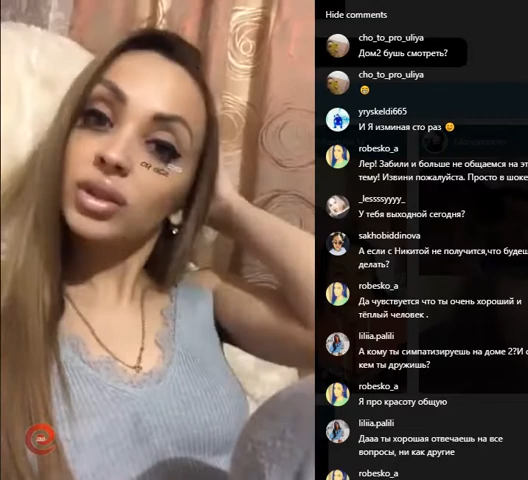 Hide comments
cho_to_pro_uliya
Дом2 бушь смотреть?
cho_to_pro_uliya
yryskeldi665
И Я изминая сто раз
robesko_a
Лер! Забили и больше не общаемся на эт
тему! Извини пожалуйста. Просто в шоке
_lessssyyyy_
У тебя выходной сегодня?
sakhobiddinova
А если с Никитой не получится,что будеш
делать?
robesko_a
Да чувствуется что ты очень хороший и
тёплый человек .
liliia.palili
А кому ты симпатизируешь на доме 2?И с
кем ты дружишь?
robesko_a
Я про красоту общую
liliia.palili
Дааа ты хорошая отвечаешь на все
вопросы, ни как другие
robesko_a